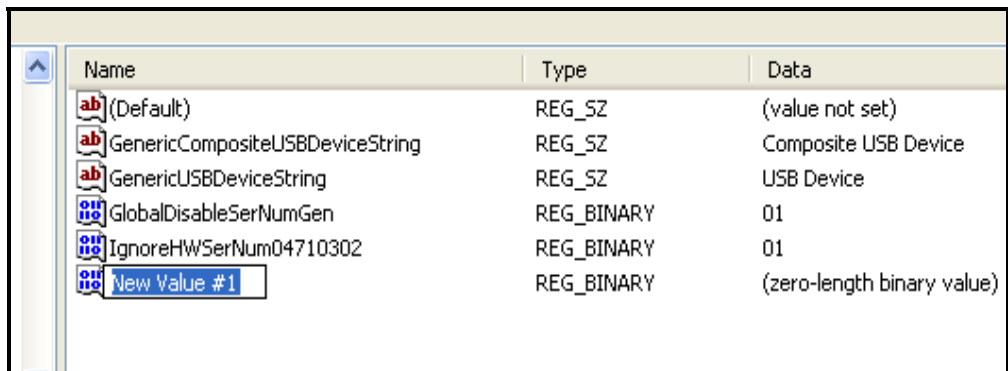 Name Type Data
(Default) REG_SZ (value not set)
GenericCompositeUSBDeviceString REG_SZ Composite USB Device
GenericUSBDeviceString REG_SZ USB Device
GlobalDisableSerNumGen REG_BINARY 01
IgnoreHWSerNum04710302 REG_BINARY 01
New Value #1 REG_BINARY (zero-length binary value)